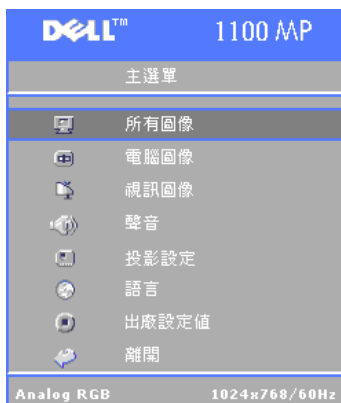 DELL™ 1100 MP
主選單
所有圖像
電腦圖像
視訊圖像
聲音
投影設定
語言
出廠設定值
離開
Analog RGB 1024x768/60Hz